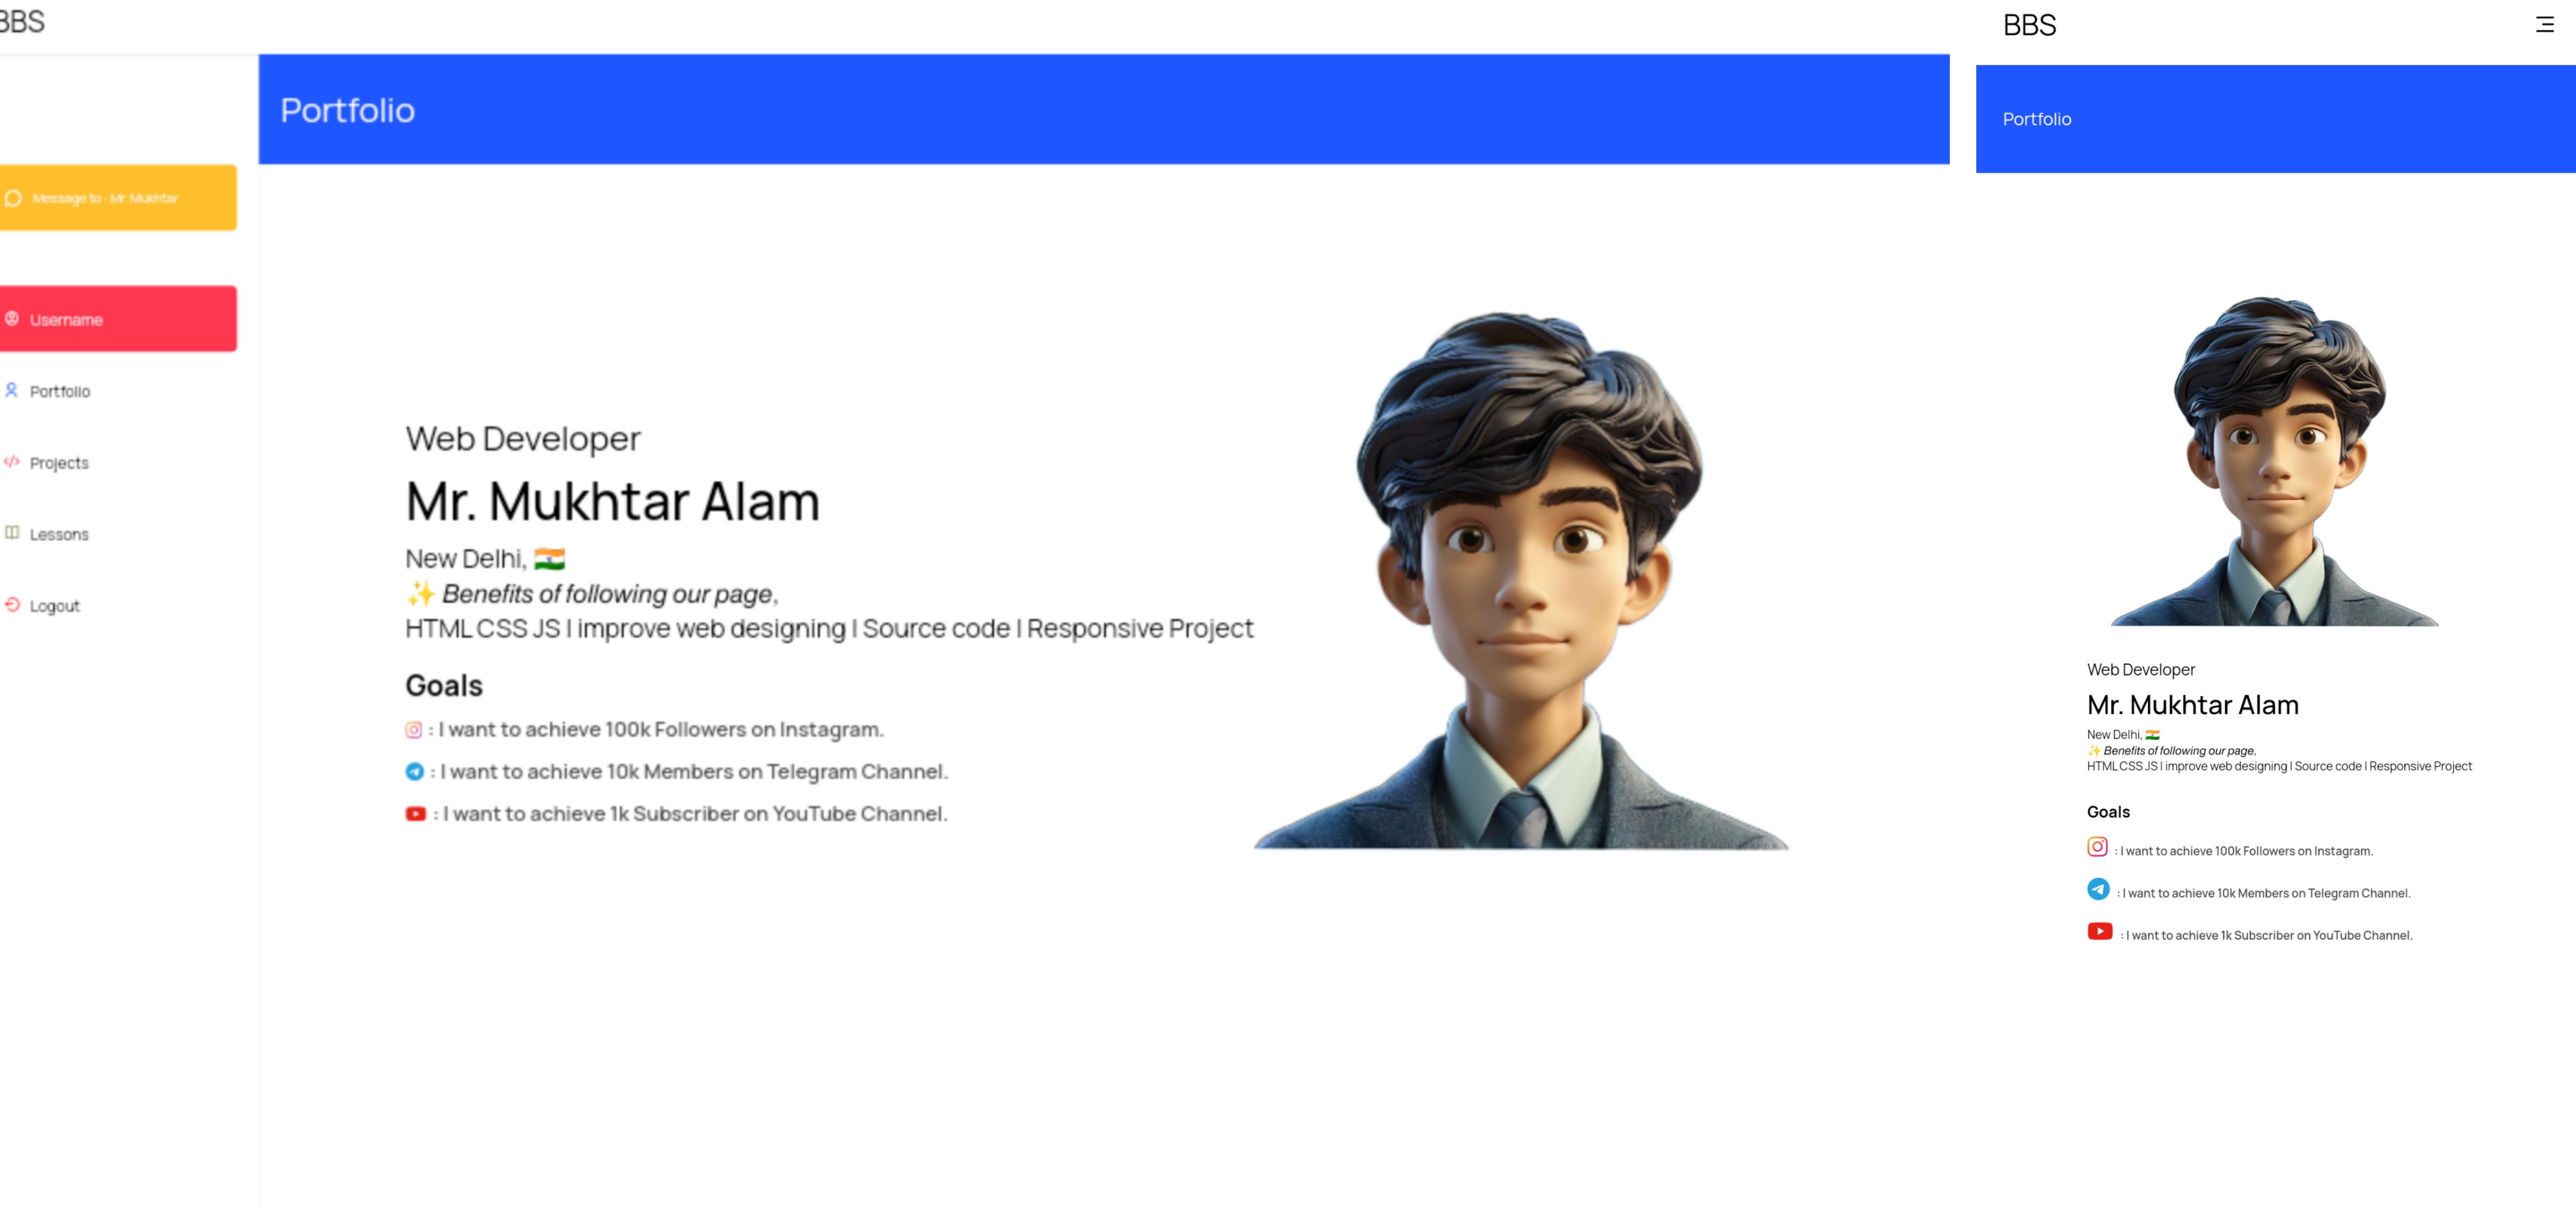 BBS
Portfolio
Message to : Mr. Mukhtar
Username
Portfolio
Projects
Lessons
Logout
Web Developer
Mr. Mukhtar Alam
New Delhi, 🇮🇳
✨ Benefits of following our page,
HTML CSS JS | improve web designing | Source code | Responsive Project
Goals
: I want to achieve 100k Followers on Instagram.
: I want to achieve 10k Members on Telegram Channel.
: I want to achieve 1k Subscriber on YouTube Channel.
BBS
Portfolio
Web Developer
Mr. Mukhtar Alam
New Delhi, 🇮🇳
✨ Benefits of following our page,
HTML CSS JS | improve web designing | Source code | Responsive Project
Goals
: I want to achieve 100k Followers on Instagram.
: I want to achieve 10k Members on Telegram Channel.
: I want to achieve 1k Subscriber on YouTube Channel.